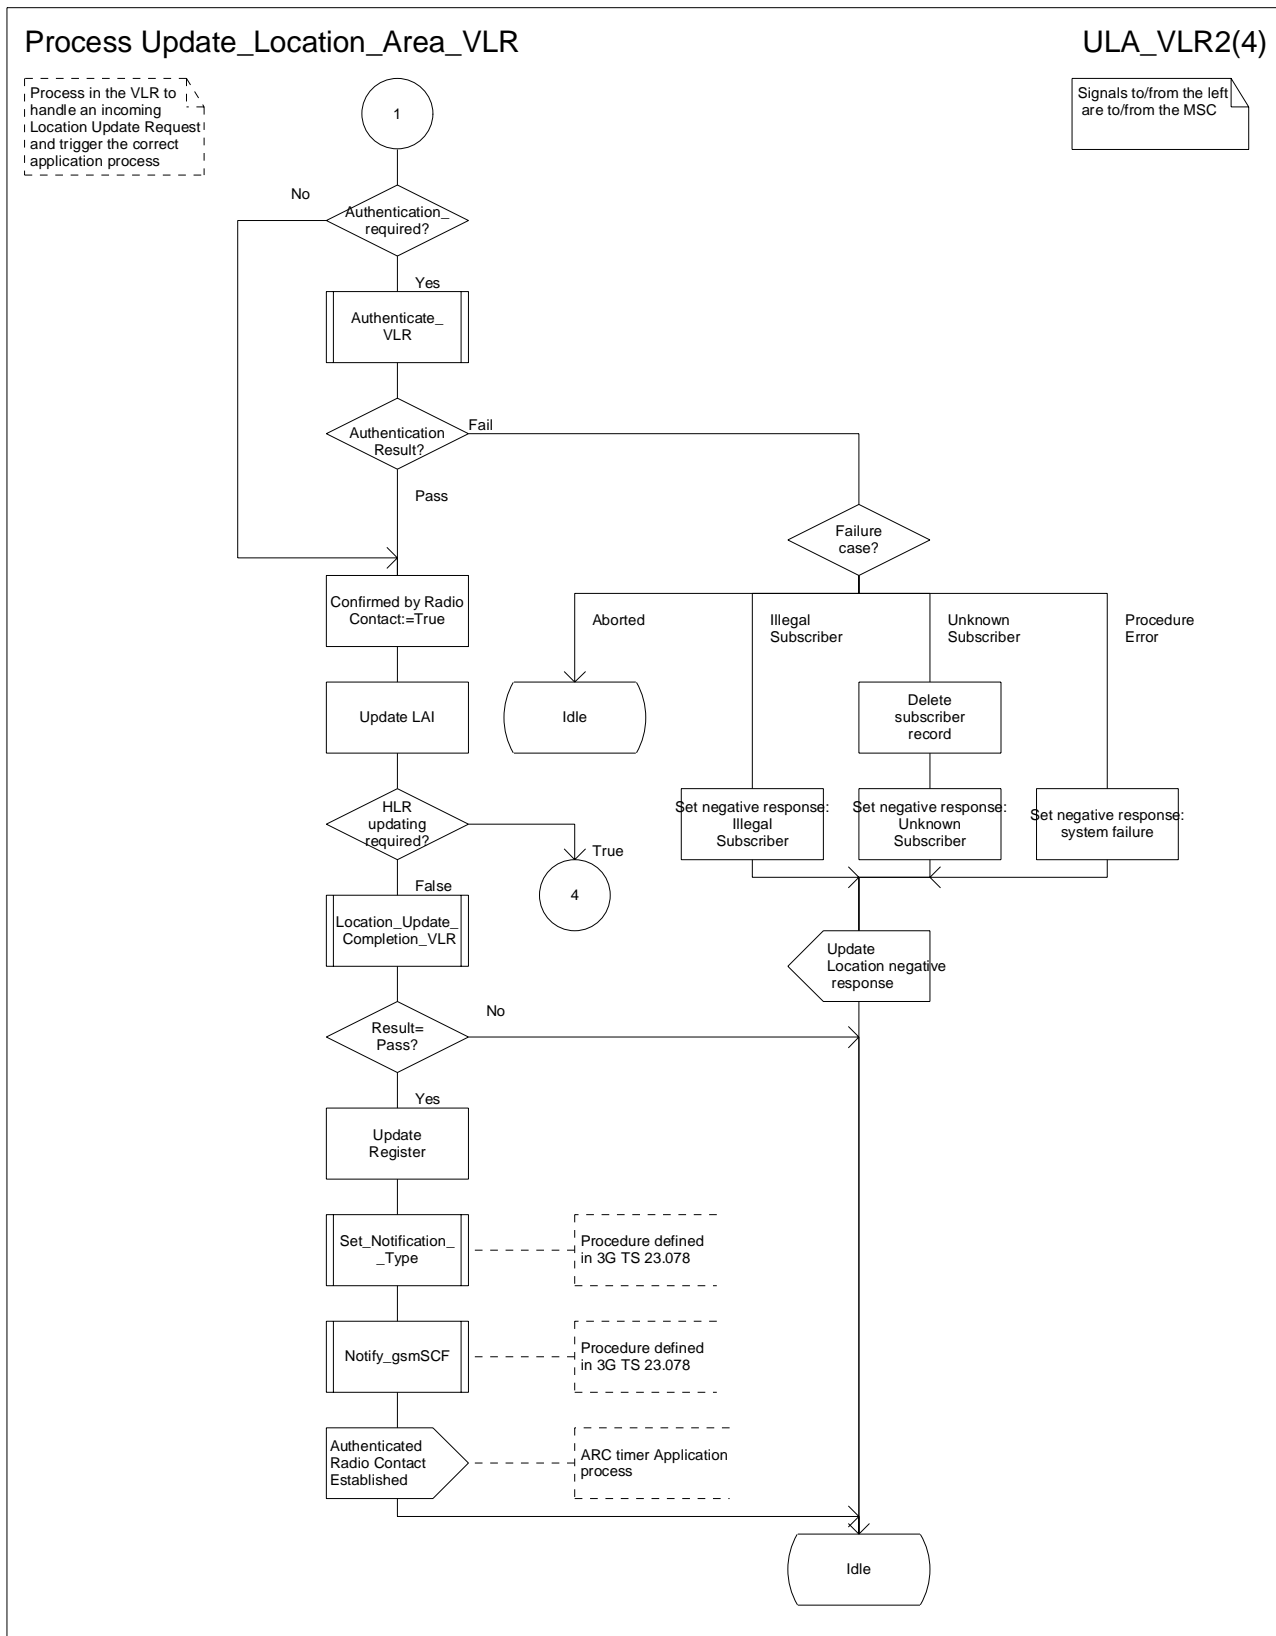 Process Update_Location_Area_VLR
ULA_VLR2(4)
Process in the VLR to
handle an incoming
Location Update Request
and trigger the correct
application process
Signals to/from the left
are to/from the MSC
1
No
Authentication_
required?
Yes
Authenticate_
VLR
Authentication
Result?
Fail
Pass
Failure
case?
Confirmed by Radio
Contact:=True
Aborted
Illegal
Subscriber
Unknown
Subscriber
Procedure
Error
Update LAI
Idle
Delete
subscriber
record
HLR
updating
required?
True
Set negative response:
Illegal
Subscriber
Set negative response:
Unknown
Subscriber
Set negative response:
system failure
False
4
Location_Update_
Completion_VLR
Update
Location negative
response
Result=
Pass?
No
Yes
Update
Register
Set_Notification_
_Type
Procedure defined
in 3G TS 23.078
Notify_gsmSCF
Procedure defined
in 3G TS 23.078
Authenticated
Radio Contact
Established
ARC timer Application
process
Idle